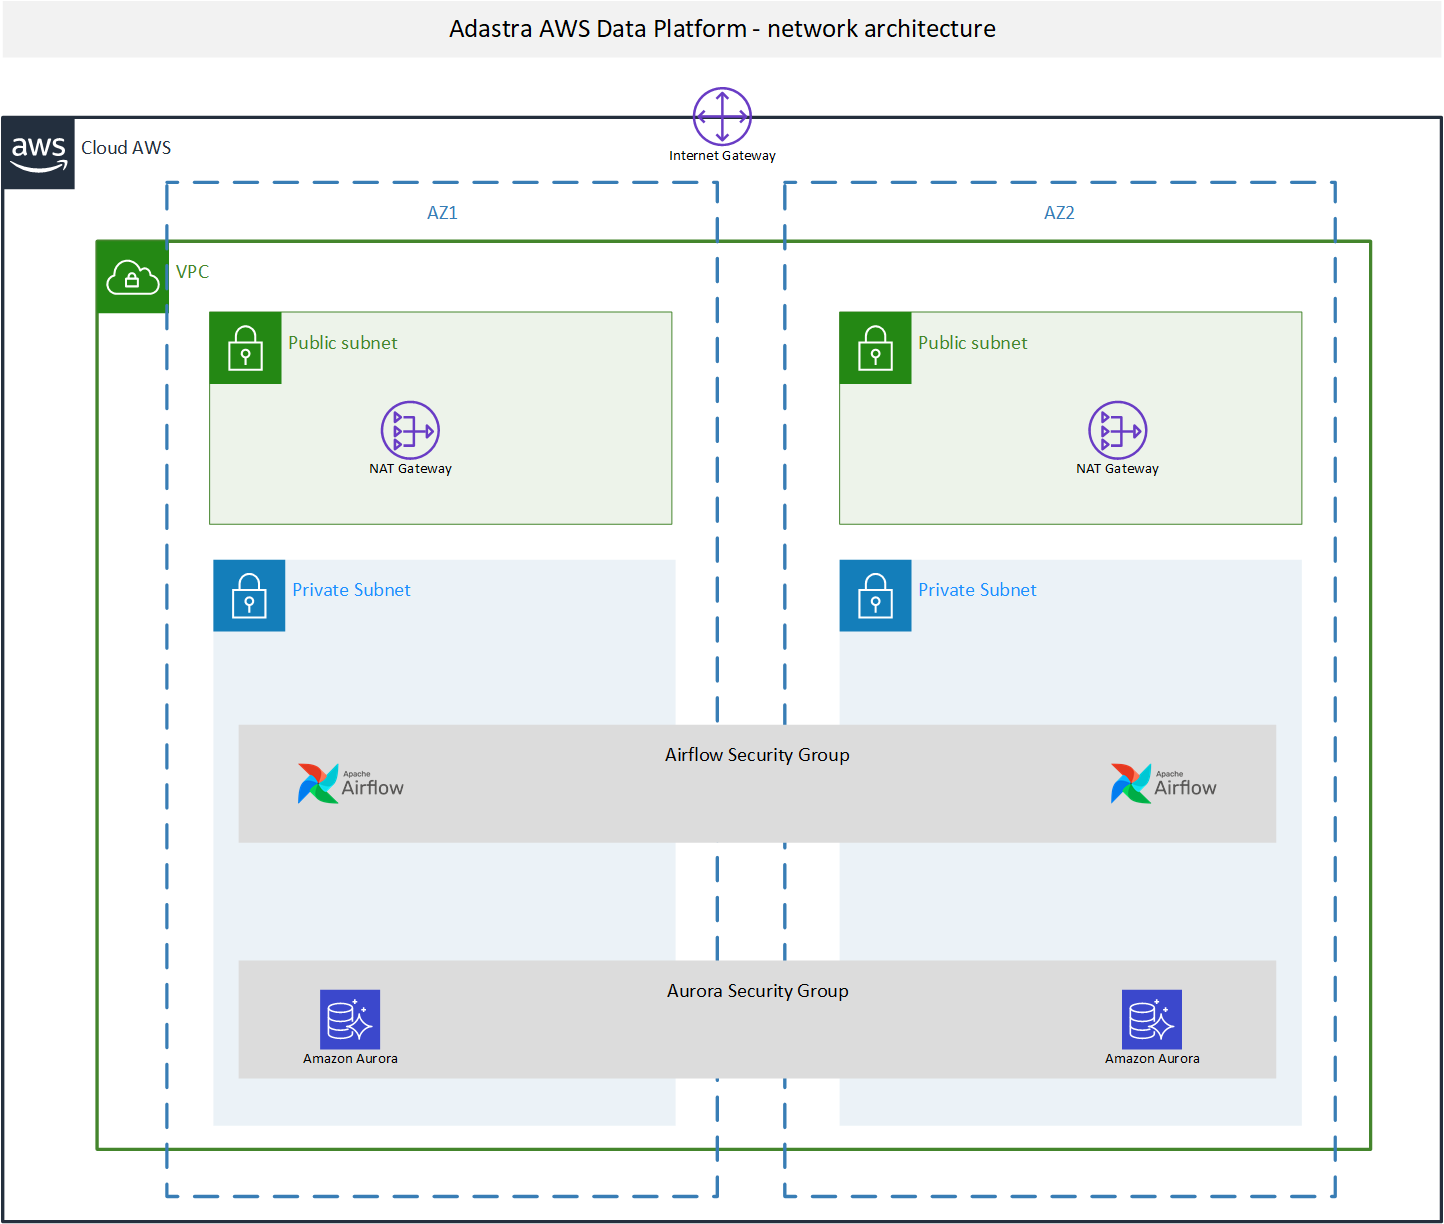 Adastra AWS Data Platform - network architecture
aws
Cloud AWS
Internet Gateway
AZ1
AZ2
VPC
Public subnet
Public subnet
NAT Gateway
NAT Gateway
Private Subnet
Private Subnet
Airflow Security Group
Apache
Airflow
Apache
Airflow
Aurora Security Group
Amazon Aurora
Amazon Aurora